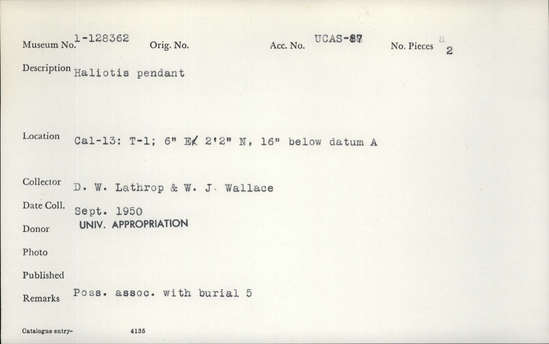 Museum No. 1-128362 Orig. No. Acc. No. UCAS-87 No. Pieces 2
Description Haliotis pendant
Location Cal-13: T-1; 6" E, 2'2" N, 16" below datum A
Collector D. W. Lathrop & W. J. Wallace
Date Coll. Sept. 1950
Donor UNIV. APPROPRIATION
Photo
Published
Remarks Poss. assoc. with burial 5
Catalogue entry- 4135